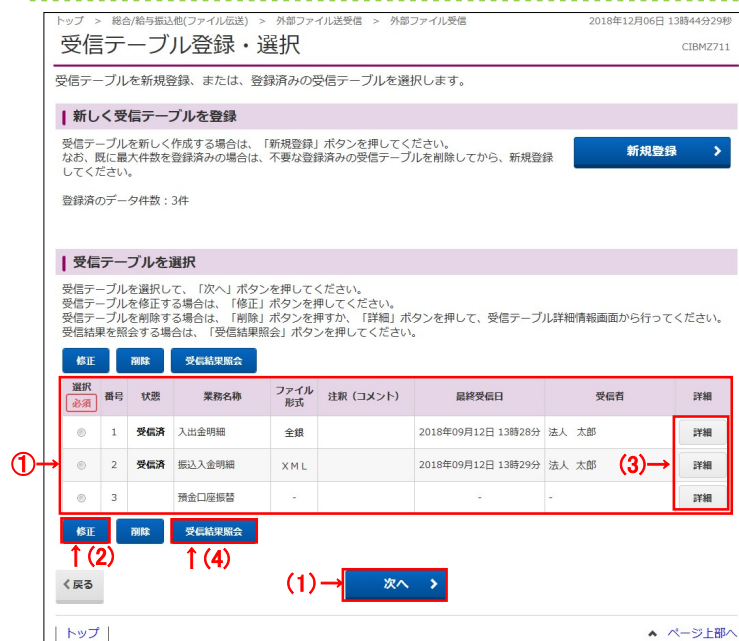 トップ > 総合/給与振込他(ファイル伝送) > 外部ファイル送受信 > 外部ファイル受信 2018年12月06日 13時44分29秒
受信テーブル登録・選択 CIBMZ711
受信テーブルを新規登録、または、登録済みの受信テーブルを選択します。
新しく受信テーブルを登録
受信テーブルを新しく作成する場合は、「新規登録」ボタンを押してください。
なお、既に最大件数を登録済みの場合は、不要な登録済みの受信テーブルを削除してから、新規登録
してください。
新規登録
登録済のデータ件数：3件
受信テーブルを選択
受信テーブルを選択して、「次へ」ボタンを押してください。
受信テーブルを修正する場合は、「修正」ボタンを押してください。
受信テーブルを削除する場合は、「削除」ボタンを押すか、「詳細」ボタンを押して、受信テーブル詳細情報画面から行ってください。
受信結果を照会する場合は、「受信結果照会」ボタンを押してください。
修正 削除 受信結果照会
選択 必須 番号 状態 業務名称 ファイル形式 注釈（コメント） 最終受信日 受信者 詳細
1 受信済 入出金明細 全銀 2018年09月12日 13時28分 法人 太郎 詳細
① 2 受信済 振込入金明細 ＸＭＬ 2018年09月12日 13時29分 法人 太郎 (3)→ 詳細
3 預金口座振替 - - - 詳細
修正 削除 受信結果照会
↑(2) ↑(4)
戻る (1)→ 次へ
トップ ページ上部へ